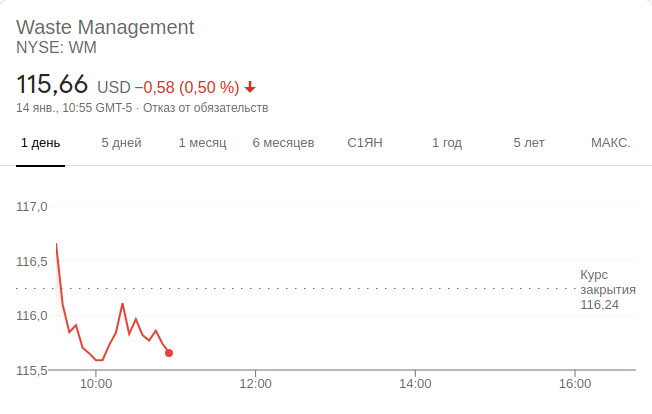 Waste Management
NYSE: WM
115,66 USD −0,58 (0,50 %)
14 янв., 10:55 GMT-5 · Отказ от обязательств
1 день 5 дней 1 месяц 6 месяцев С1ЯН 1 год 5 лет МАКС.
117,0
116,5
Курс
закрытия
116,24
116,0
115,5
10:00 12:00 14:00 16:00